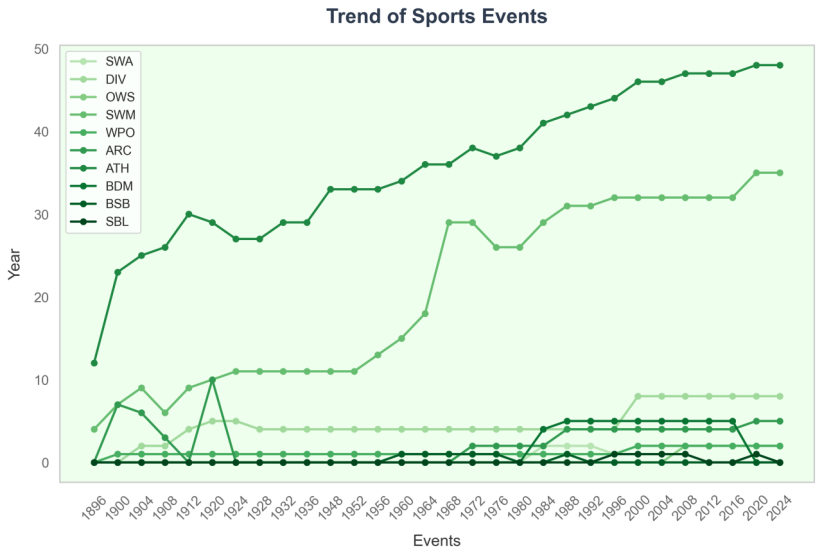 Trend of Sports Events
SWA
DIV
OWS
SWM
WPO
ARC
ATH
BDM
BSB
SBL
Year
50
40
30
20
10
0
1896 1900 1904 1908 1912 1920 1924 1928 1932 1936 1948 1952 1956 1960 1964 1968 1972 1976 1980 1984 1988 1992 1996 2000 2004 2008 2012 2016 2020 2024
Events